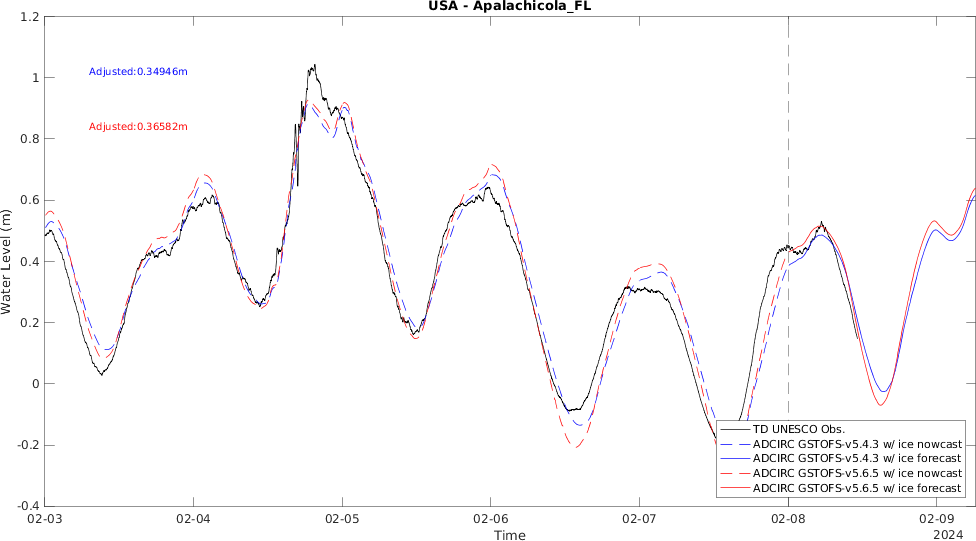 USA - Apalachicola_FL
1.2
1
0.8
0.6
0.4
0.2
0
-0.2
-0.4
Water Level (m)
Adjusted:0.34946m
Adjusted:0.36582m
TD UNESCO Obs.
ADCIRC GSTOFS-v5.4.3 w/ ice nowcast
ADCIRC GSTOFS-v5.4.3 w/ ice forecast
ADCIRC GSTOFS-v5.6.5 w/ ice nowcast
ADCIRC GSTOFS-v5.6.5 w/ ice forecast
02-03 02-04 02-05 02-06 02-07 02-08 02-09
Time
2024